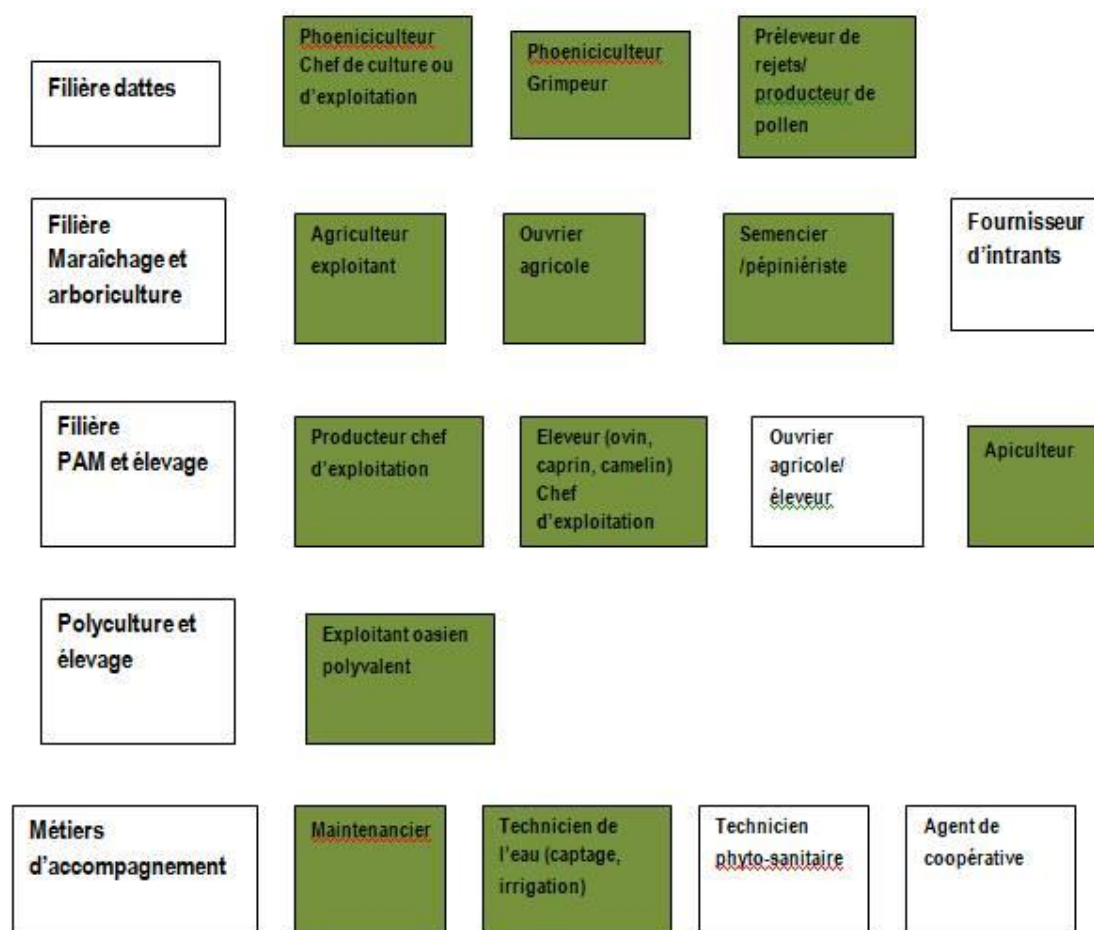 Filière dattes
Phoeniciculteur
Chef de culture ou
d'exploitation
Phoeniciculteur
Grimpeur
Prèleveur de
rejets/
producteur de
pollen
Filière
Maraîchage et
arboriculture
Agriculteur
exploitant
Ouvrier
agricole
Semencier
/pépiniériste
Fournisseur
d'intrants
Filière
PAM et élevage
Producteur chef
d'exploitation
Eleveur (ovin,
caprin, camelin)
Chef
d'exploitation
Ouvrier
agricole/
éleveur
Apiculteur
Polyculture et
élevage
Exploitant oasien
polyvalent
Métiers
d'accompagnement
Maintenancier
Technicien de
l'eau (captage,
irrigation)
Technicien
phyto-sanitaire
Agent de
coopérative